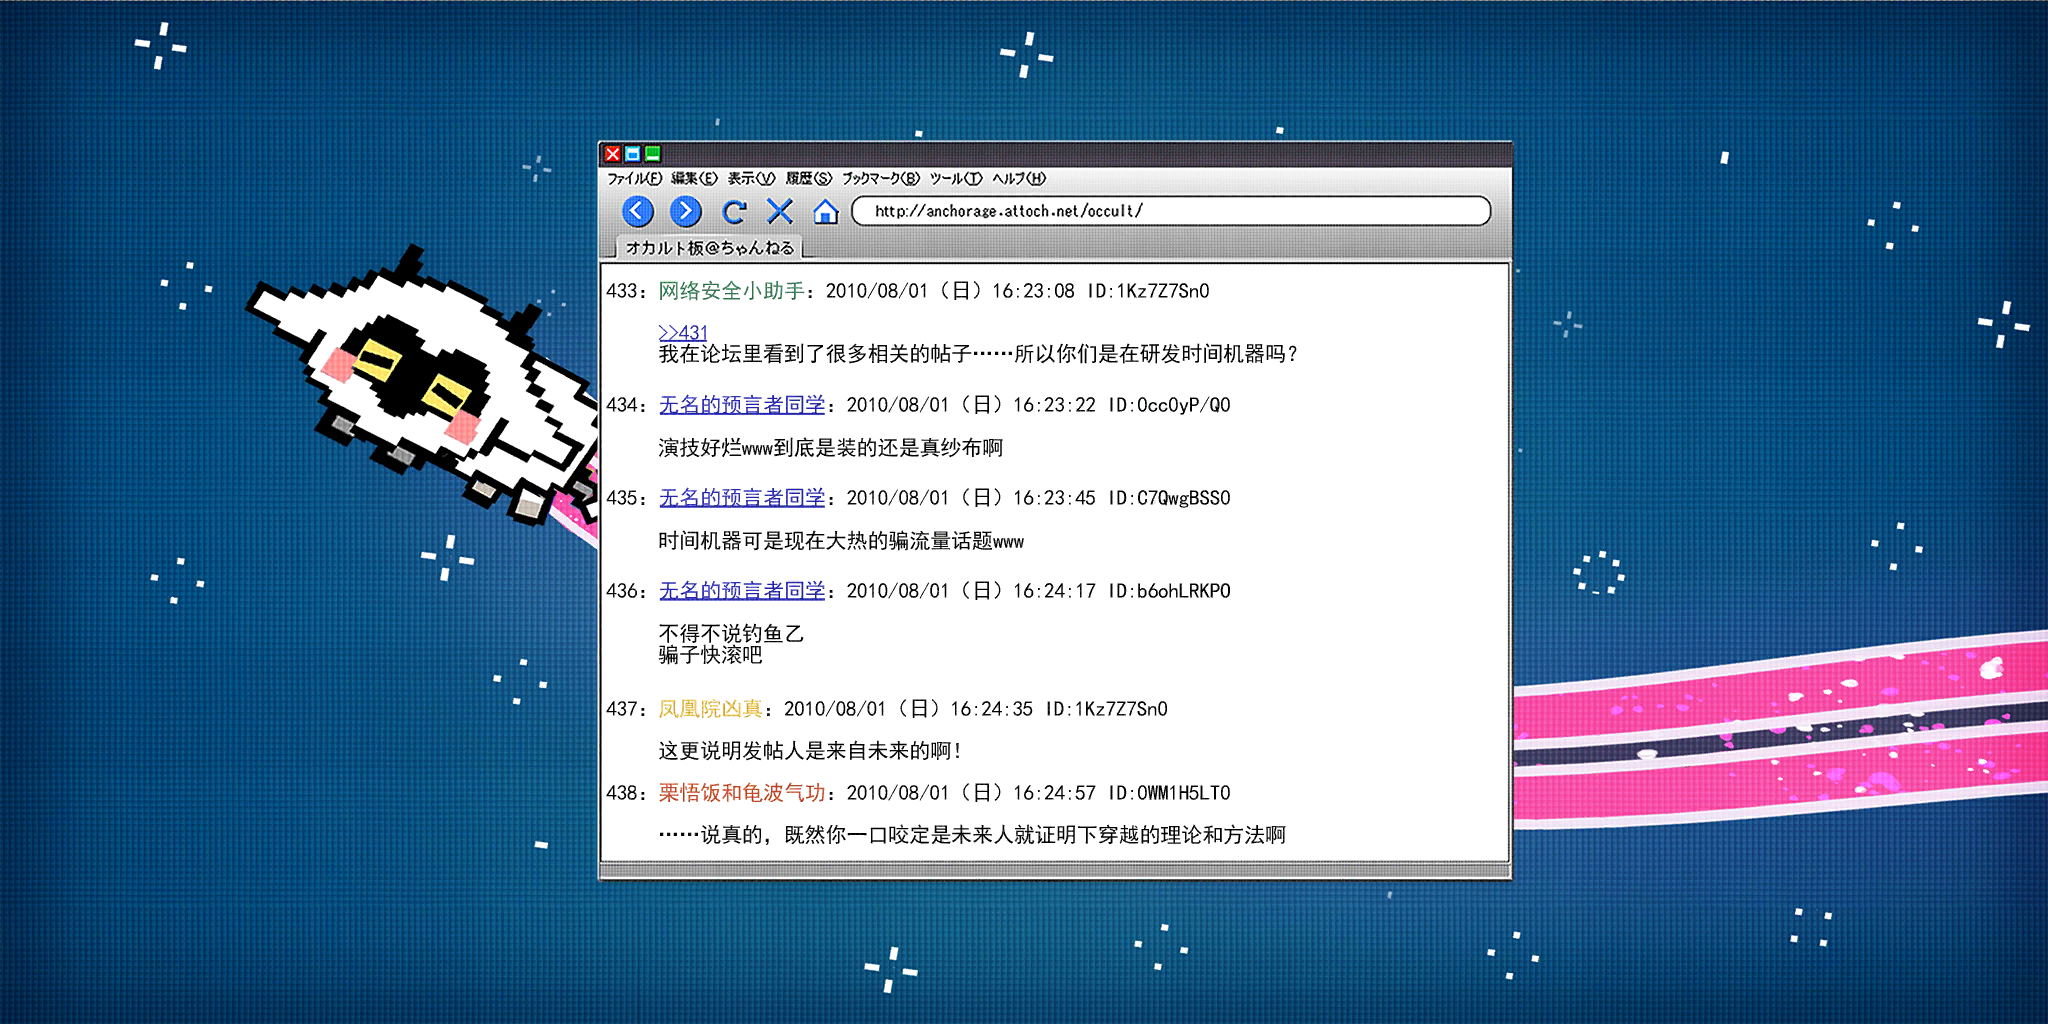 ファイル(F) 編集(E) 表示(V) 履歴(S) ブックマーク(B) ツール(T) ヘルプ(H)
http://anchorage.attoch.net/occult/
オカルト板@ちゃんねる
433：网络安全小助手：2010/08/01（日）16:23:08 ID:1Kz7Z7Sn0
>>431
我在论坛里看到了很多相关的帖子……所以你们是在研发时间机器吗？
434：无名的预言者同学：2010/08/01（日）16:23:22 ID:0cc0yP/Q0
演技好烂www到底是装的还是真纱布啊
435：无名的预言者同学：2010/08/01（日）16:23:45 ID:C7QwgBSS0
时间机器可是现在大热的骗流量话题www
436：无名的预言者同学：2010/08/01（日）16:24:17 ID:b6ohLRKP0
不得不说钓鱼乙
骗子快滚吧
437：凤凰院凶真：2010/08/01（日）16:24:35 ID:1Kz7Z7Sn0
这更说明发帖人是来自未来的啊！
438：栗悟饭和龟波气功：2010/08/01（日）16:24:57 ID:0WM1H5LT0
……说真的，既然你一口咬定是未来人就证明下穿越的理论和方法啊